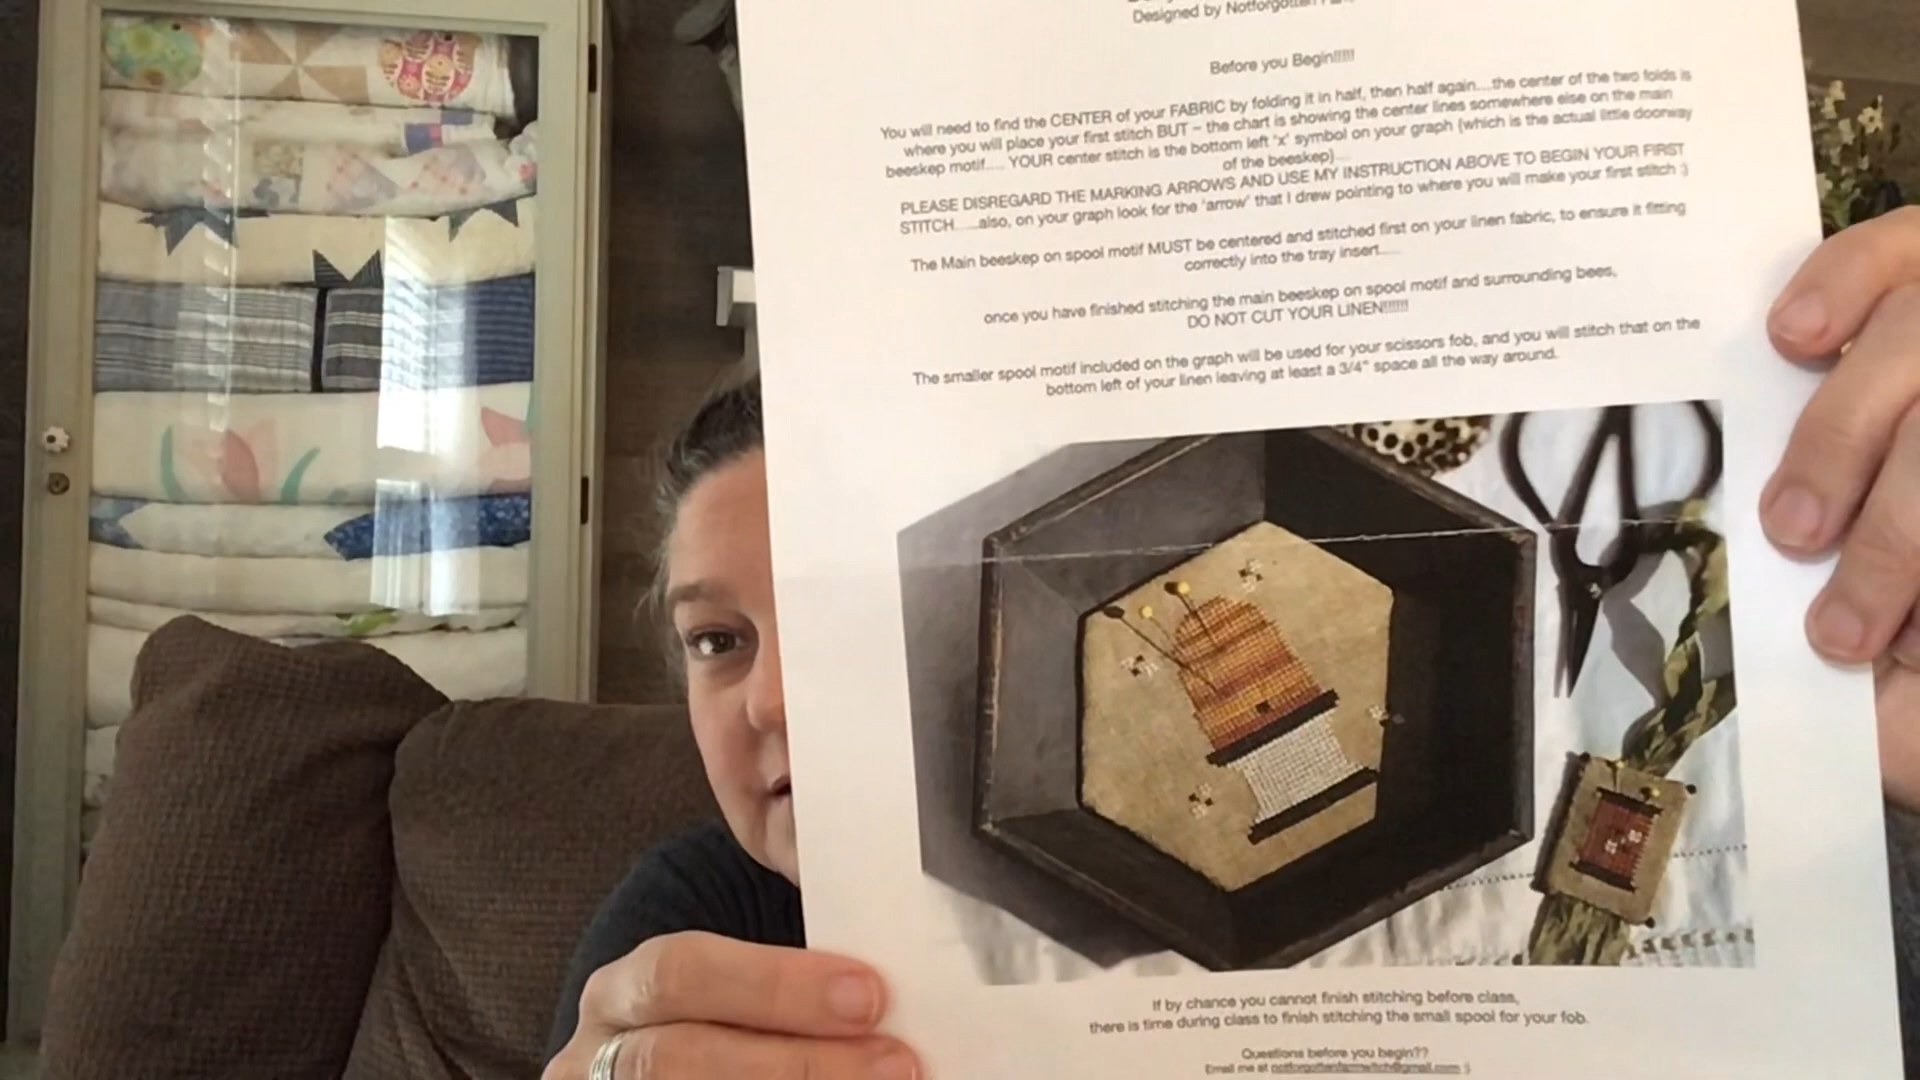 Designed by Notforgotten
Before you Begin!!!!!
You will need to find the CENTER of your FABRIC by folding it in half, then half again....the center of the two folds is
where you will place your first stitch BUT – the chart is showing the center lines somewhere else on the main
beeskep motif..... YOUR center stitch is the bottom left 'x' symbol on your graph (which is the actual little doorway
of the beeskep)....
PLEASE DISREGARD THE MARKING ARROWS AND USE MY INSTRUCTION ABOVE TO BEGIN YOUR FIRST
STITCH.....also, on your graph look for the 'arrow' that I drew pointing to where you will make your first stitch :)
The Main beeskep on spool motif MUST be centered and stitched first on your linen fabric, to ensure it fitting
correctly into the tray insert.....
once you have finished stitching the main beeskep on spool motif and surrounding bees,
DO NOT CUT YOUR LINEN!!!!!!
The smaller spool motif included on the graph will be used for your scissors fob, and you will stitch that on the
bottom left of your linen leaving at least a 3/4" space all the way around.
If by chance you cannot finish stitching before class,
there is time during class to finish stitching the small spool for your fob.
Questions before you begin??
Email me at :)